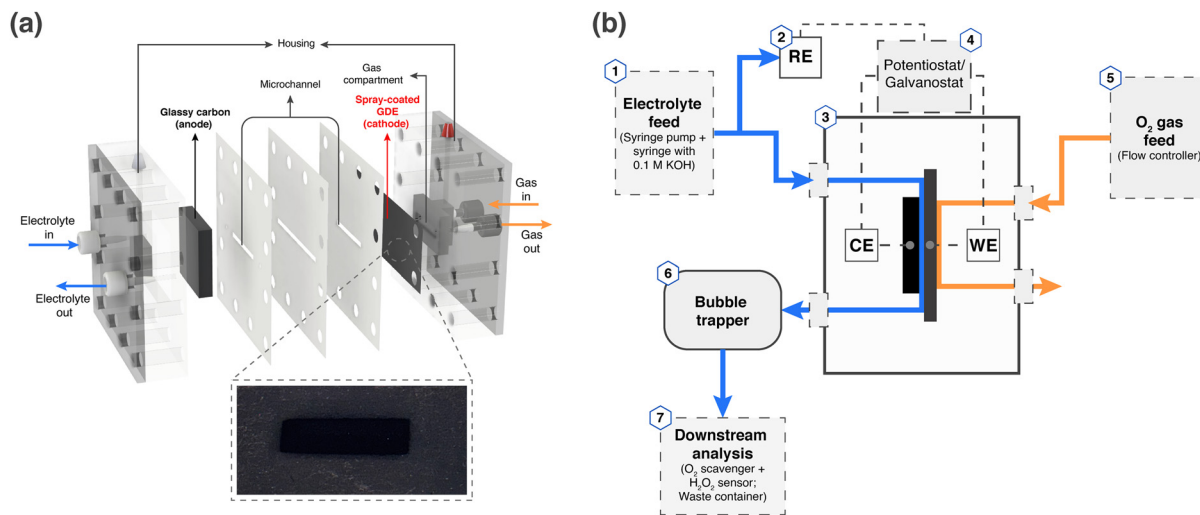 (a)
Housing
Gas
compartment
Microchannel
Glassy carbon
(anode)
Spray-coated
GDE
(cathode)
Gas
in
Gas
out
Electrolyte
in
Electrolyte
out
(b)
1
Electrolyte
feed
(Syringe pump +
syringe with
0.1 M KOH)
2
RE
4
Potentiostat/
Galvanostat
5
O₂ gas
feed
(Flow controller)
3
CE
WE
6
Bubble
trapper
7
Downstream
analysis
(O₂ scavenger +
H₂O₂ sensor;
Waste container)